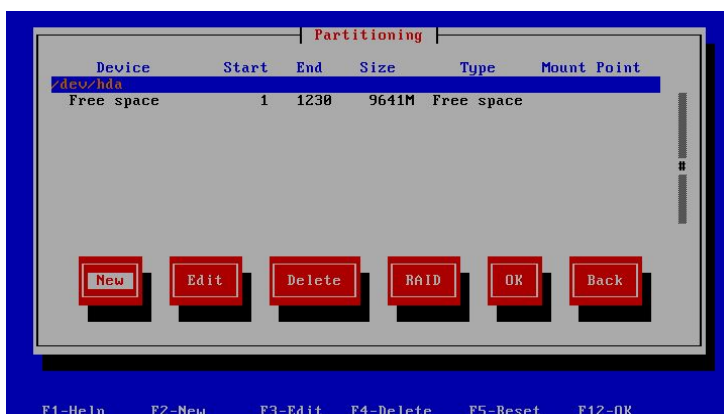 Partitioning
Device Start End Size Type Mount Point
/dev/hda
Free space 1 1230 9641M Free space
#
New Edit Delete RAID OK Back
F1-Help F2-New F3-Edit F4-Delete F5-Reset F12-OK